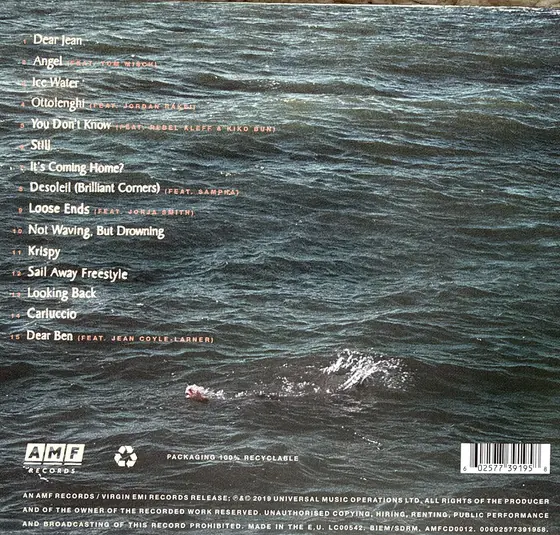 1 Dear Jean
2 Angel (FEAT. TOM MISCH)
3 Ice Water
4 Ottolenghi (FEAT. JORDAN RAKEI)
5 You Don't Know (FEAT. REBEL KLEFF & KIKO BUN)
6 Still
7 It's Coming Home?
8 Desoleil (Brilliant Corners) (FEAT. SAMPHA)
9 Loose Ends (FEAT. JORJA SMITH)
10 Not Waving, But Drowning
11 Krispy
12 Sail Away Freestyle
13 Looking Back
14 Carluccio
15 Dear Ben (FEAT. JEAN COYLE-LARNER)
AMF
RECORDS
PACKAGING 100% RECYCLABLE
6 02577 39195 8
AN AMF RECORDS / VIRGIN EMI RECORDS RELEASE; ℗&© 2019 UNIVERSAL MUSIC OPERATIONS LTD. ALL RIGHTS OF THE PRODUCER
AND OF THE OWNER OF THE RECORDED WORK RESERVED. UNAUTHORISED COPYING, HIRING, RENTING, PUBLIC PERFORMANCE
AND BROADCASTING OF THIS RECORD PROHIBITED. MADE IN THE E.U. LC00542. BIEM/SDRM. AMFCD0012. 00602577391958.